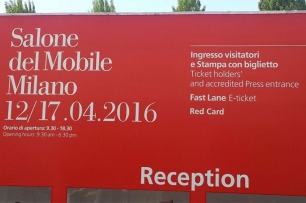 Salone
del Mobile
Milano
12/17.04.2016
Orario di apertura: 9.30 - 18.30
Opening hours: 9.30 am - 6.30 pm
Ingresso visitatori
e Stampa con biglietto
Ticket holders'
and accredited Press entrance
Fast Lane E-ticket
Red Card
Reception